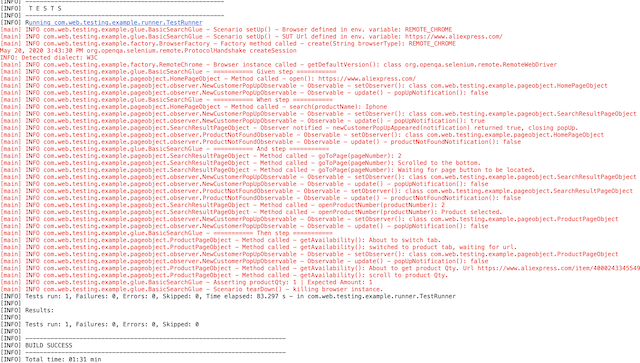 [INFO] -------------------------------------------------------
[INFO]  T E S T S
[INFO] -------------------------------------------------------
[INFO] Running com.web.testing.example.runner.TestRunner
[main] INFO com.web.testing.example.glue.BasicSearchGlue - Scenario setUp() - Browser defined in env. variable: REMOTE_CHROME
[main] INFO com.web.testing.example.glue.BasicSearchGlue - Scenario setUp() - SUT Url defined in env. variable: https://www.aliexpress.com/
[main] INFO com.web.testing.example.factory.BrowserFactory - Factory method called - create(String browserType): REMOTE_CHROME
May 20, 2020 3:43:30 PM org.openqa.selenium.remote.ProtocolHandshake createSession
INFO: Detected dialect: W3C
[main] INFO com.web.testing.example.factory.RemoteChrome - Browser instance called - getDefaultVersion(): class org.openqa.selenium.remote.RemoteWebDriver
[main] INFO com.web.testing.example.glue.BasicSearchGlue - =========== Given step ===========
[main] INFO com.web.testing.example.pageobject.HomePageObject - Method called - open(): https://www.aliexpress.com/
[main] INFO com.web.testing.example.pageobject.observer.NewCustomerPopUpObservable - Observable - setObserver(): class com.web.testing.example.pageobject.HomePageObject
[main] INFO com.web.testing.example.pageobject.observer.NewCustomerPopUpObservable - Observable - update() - popUpNotification(): false
[main] INFO com.web.testing.example.glue.BasicSearchGlue - =========== When step ===========
[main] INFO com.web.testing.example.pageobject.HomePageObject - Method called - search(productName): Iphone
[main] INFO com.web.testing.example.pageobject.observer.NewCustomerPopUpObservable - Observable - setObserver(): class com.web.testing.example.pageobject.SearchResultPageObject
[main] INFO com.web.testing.example.pageobject.observer.NewCustomerPopUpObservable - Observable - update() - popUpNotification(): true
[main] INFO com.web.testing.example.pageobject.SearchResultPageObject - Observer notified - newCustomerPopUpAppeared(notification) returned true, closing popUp.
[main] INFO com.web.testing.example.pageobject.observer.ProductNotFoundObservable - Observable - setObserver(): class com.web.testing.example.pageobject.HomePageObject
[main] INFO com.web.testing.example.pageobject.observer.ProductNotFoundObservable - Observable - update() - productNotFoundNotification(): false
[main] INFO com.web.testing.example.glue.BasicSearchGlue - =========== And step ===========
[main] INFO com.web.testing.example.pageobject.SearchResultPageObject - Method called - goToPage(pageNumber): 2
[main] INFO com.web.testing.example.pageobject.SearchResultPageObject - Method called - goToPage(pageNumber): Scrolled to the bottom.
[main] INFO com.web.testing.example.pageobject.SearchResultPageObject - Method called - goToPage(pageNumber): Waiting for page button to be located.
[main] INFO com.web.testing.example.pageobject.observer.NewCustomerPopUpObservable - Observable - setObserver(): class com.web.testing.example.pageobject.SearchResultPageObject
[main] INFO com.web.testing.example.pageobject.observer.NewCustomerPopUpObservable - Observable - update() - popUpNotification(): false
[main] INFO com.web.testing.example.pageobject.observer.ProductNotFoundObservable - Observable - setObserver(): class com.web.testing.example.pageobject.SearchResultPageObject
[main] INFO com.web.testing.example.pageobject.observer.ProductNotFoundObservable - Observable - update() - productNotFoundNotification(): false
[main] INFO com.web.testing.example.pageobject.SearchResultPageObject - Method called - openProductNumber(productNumber): 2
[main] INFO com.web.testing.example.pageobject.SearchResultPageObject - Method called - openProductNumber(productNumber): Product selected.
[main] INFO com.web.testing.example.pageobject.observer.NewCustomerPopUpObservable - Observable - setObserver(): class com.web.testing.example.pageobject.ProductPageObject
[main] INFO com.web.testing.example.pageobject.observer.NewCustomerPopUpObservable - Observable - update() - popUpNotification(): false
[main] INFO com.web.testing.example.glue.BasicSearchGlue - =========== Then step ===========
[main] INFO com.web.testing.example.pageobject.ProductPageObject - Method called - getAvailability(): About to switch tab.
[main] INFO com.web.testing.example.pageobject.ProductPageObject - Method called - getAvailability(): switched to product tab, waiting for url.
[main] INFO com.web.testing.example.pageobject.observer.NewCustomerPopUpObservable - Observable - setObserver(): class com.web.testing.example.pageobject.ProductPageObject
[main] INFO com.web.testing.example.pageobject.observer.NewCustomerPopUpObservable - Observable - update() - popUpNotification(): false
[main] INFO com.web.testing.example.pageobject.ProductPageObject - Method called - getAvailability(): About to get product Qty. Url https://www.aliexpress.com/item/4000243345549
[main] INFO com.web.testing.example.pageobject.ProductPageObject - Method called - getAvailability(): scroll to product Qty.
[main] INFO com.web.testing.example.glue.BasicSearchGlue - Asserting productQty: 1 | Expected Amount: 1
[main] INFO com.web.testing.example.glue.BasicSearchGlue - Scenario tearDown() - killing browser instance.
[INFO] Tests run: 1, Failures: 0, Errors: 0, Skipped: 0, Time elapsed: 83.297 s - in com.web.testing.example.runner.TestRunner
[INFO]
[INFO] Results:
[INFO]
[INFO] Tests run: 1, Failures: 0, Errors: 0, Skipped: 0
[INFO]
[INFO] -------------------------------------------------------
[INFO] BUILD SUCCESS
[INFO] -------------------------------------------------------
[INFO] Total time: 01:31 min